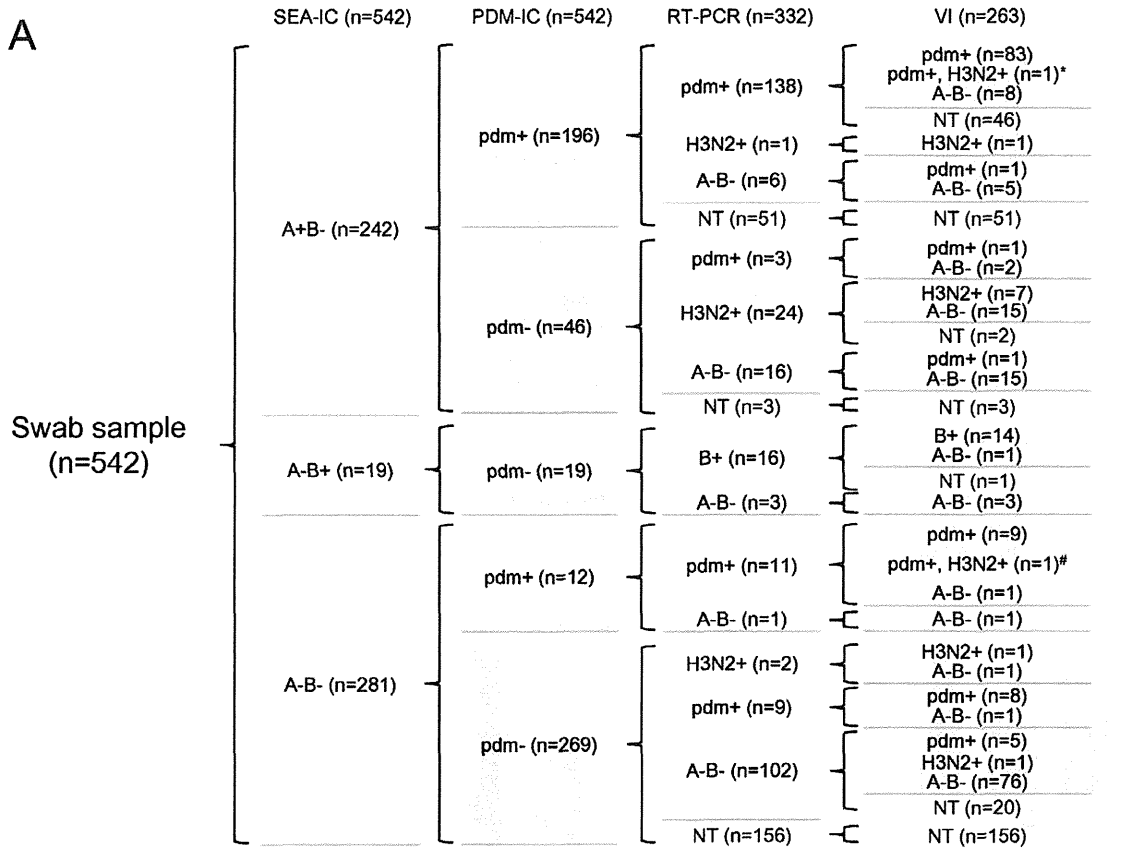 A
SEA-IC (n=542) PDM-IC (n=542) RT-PCR (n=332) VI (n=263)
Swab sample
(n=542)
A+B- (n=242)
pdm+ (n=196)
pdm+ (n=138)
pdm+ (n=83)
pdm+, H3N2+ (n=1)*
A-B- (n=8)
NT (n=46)
H3N2+ (n=1)
H3N2+ (n=1)
A-B- (n=6)
pdm+ (n=1)
A-B- (n=5)
NT (n=51)
NT (n=51)
pdm- (n=46)
pdm+ (n=3)
pdm+ (n=1)
A-B- (n=2)
H3N2+ (n=24)
H3N2+ (n=7)
A-B- (n=15)
NT (n=2)
A-B- (n=16)
pdm+ (n=1)
A-B- (n=15)
NT (n=3)
NT (n=3)
A-B+ (n=19)
pdm- (n=19)
B+ (n=16)
B+ (n=14)
A-B- (n=1)
NT (n=1)
A-B- (n=3)
A-B- (n=3)
A-B- (n=281)
pdm+ (n=12)
pdm+ (n=11)
pdm+ (n=9)
pdm+, H3N2+ (n=1)#
A-B- (n=1)
A-B- (n=1)
A-B- (n=1)
pdm- (n=269)
H3N2+ (n=2)
H3N2+ (n=1)
A-B- (n=1)
pdm+ (n=9)
pdm+ (n=8)
A-B- (n=1)
A-B- (n=102)
pdm+ (n=5)
H3N2+ (n=1)
A-B- (n=76)
NT (n=20)
NT (n=156)
NT (n=156)